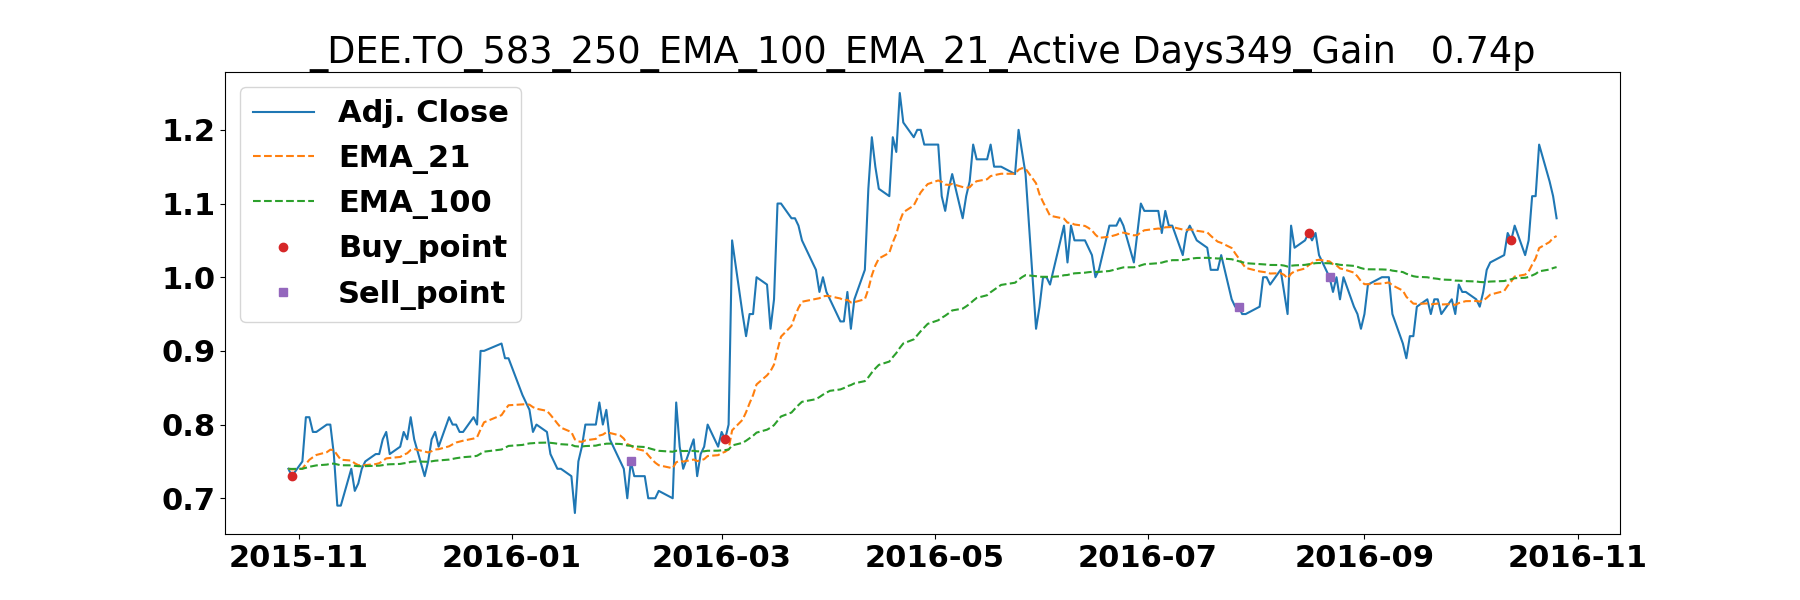 _DEE.TO_583_250_EMA_100_EMA_21_Active Days349_Gain   0.74p
Adj. Close
EMA_21
EMA_100
Buy_point
Sell_point
1.2
1.1
1.0
0.9
0.8
0.7
2015-11 2016-01 2016-03 2016-05 2016-07 2016-09 2016-11